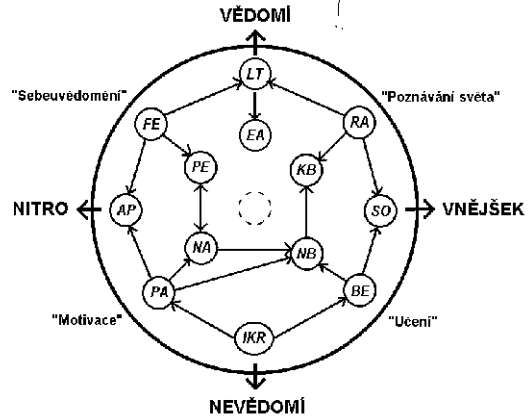 VĚDOMÍ
LT
"Sebeuvědomění"
"Poznávání světa"
FE
RA
EA
PE
KB
NITRO
AP
SO
VNĚJŠEK
NA
NB
PA
BE
"Motivace"
"Učení"
IKR
NEVĚDOMÍ